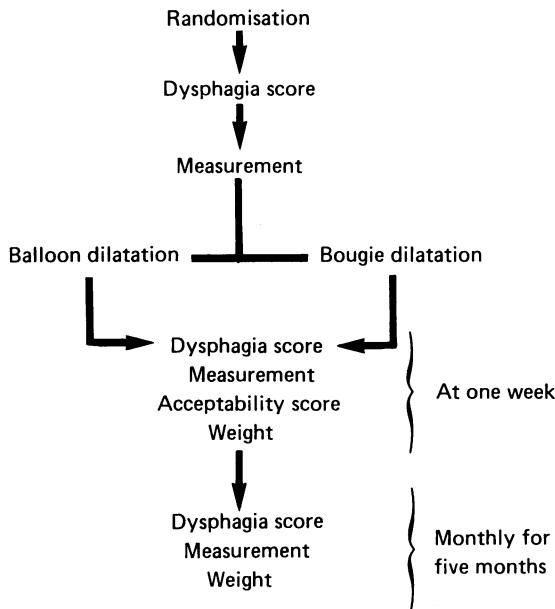 Randomisation
Dysphagia score
Measurement
Balloon dilatation
Bougie dilatation
Dysphagia score
Measurement
Acceptability score
Weight
At one week
Dysphagia score
Measurement
Weight
Monthly for
five months